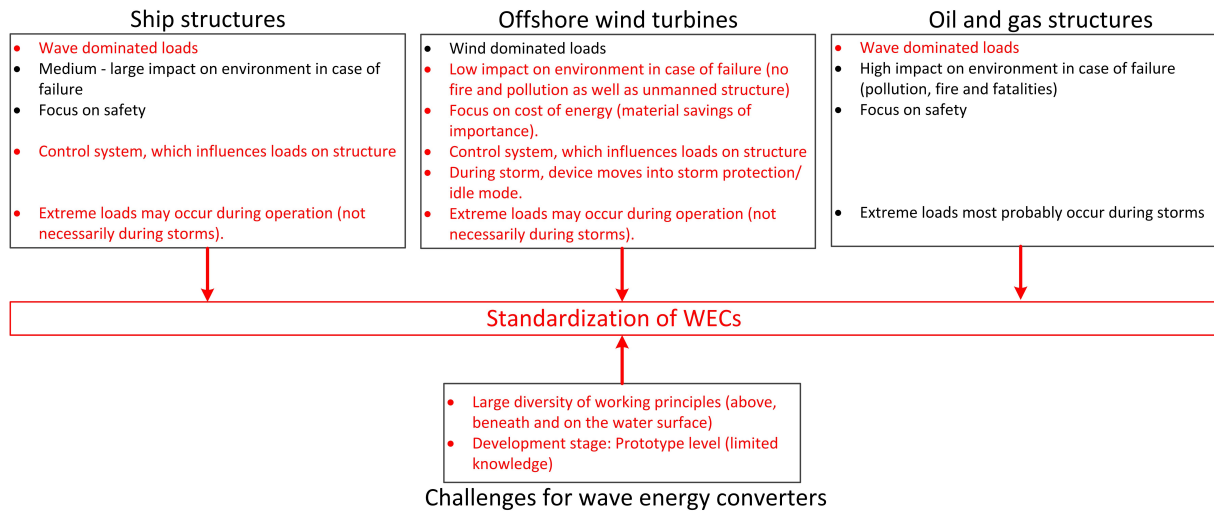 Ship structures
• Wave dominated loads
• Medium - large impact on environment in case of
failure
• Focus on safety
• Control system, which influences loads on structure
• Extreme loads may occur during operation (not
necessarily during storms).
Offshore wind turbines
• Wind dominated loads
• Low impact on environment in case of failure (no
fire and pollution as well as unmanned structure)
• Focus on cost of energy (material savings of
importance).
• Control system, which influences loads on structure
• During storm, device moves into storm protection/
idle mode.
• Extreme loads may occur during operation (not
necessarily during storms).
Oil and gas structures
• Wave dominated loads
• High impact on environment in case of failure
(pollution, fire and fatalities)
• Focus on safety
• Extreme loads most probably occur during storms
Standardization of WECs
• Large diversity of working principles (above,
beneath and on the water surface)
• Development stage: Prototype level (limited
knowledge)
Challenges for wave energy converters